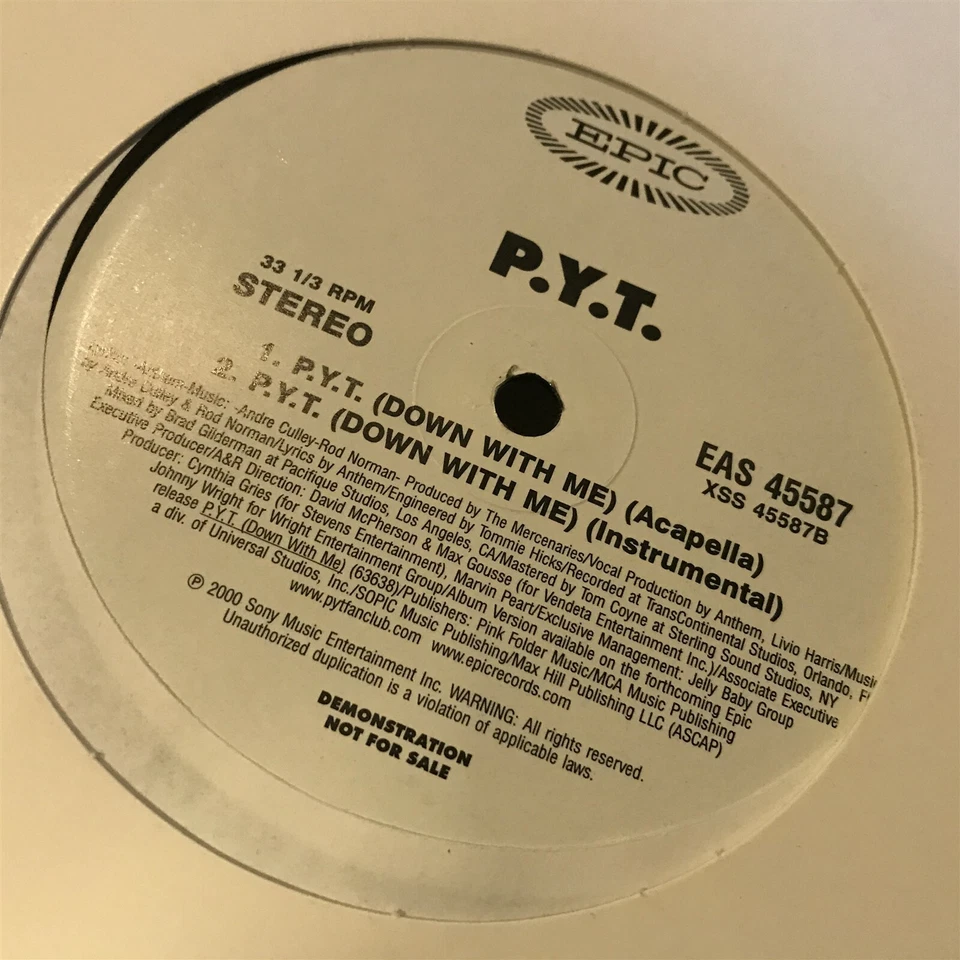 EPIC
P.Y.T.
33 1/3 RPM
STEREO
EAS 45587
XSS 45587B
1. P.Y.T. (DOWN WITH ME) (Acapella)
2. P.Y.T. (DOWN WITH ME) (Instrumental)
-Anthem-Music: -Andre Culley-Rod Norman- Produced by The Mercenaries/Vocal Production by Anthem, Livio Harris/Music
by Andre Culley & Rod Norman/Lyrics by Anthem/Engineered by Tommie Hicks/Recorded at TransContinental Studios, Orlando,
Mixed by Brad Gilderman at Pacifique Studios, Los Angeles, CA/Mastered by Tom Coyne at Sterling Sound Studios, NY
Executive Producer/A&R Direction: David McPherson & Max Gousse (for Vendeta Entertainment Inc.)/Associate Executive
Producer: Cynthia Gries (for Stevens Entertainment), Marvin Peart/Exclusive Management: Jelly Baby Group
Johnny Wright for Wright Entertainment Group/Album Version available on the forthcoming Epic
release P.Y.T. (Down With Me) (63638)/Publishers: Pink Folder Music/MCA Music Publishing
a div. of Universal Studios, Inc./SOPIC Music Publishing/Max Hill Publishing LLC (ASCAP)
www.pytfanclub.com www.epicrecords.com
℗ 2000 Sony Music Entertainment Inc. WARNING: All rights reserved.
Unauthorized duplication is a violation of applicable laws.
DEMONSTRATION
NOT FOR SALE